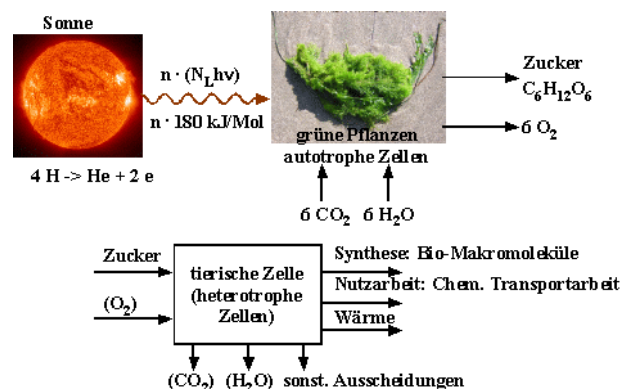 Sonne
n · (N_L hν)
n · 180 kJ/Mol
4 H -> He + 2 e
grüne Pflanzen
autotrophe Zellen
Zucker
C₆H₁₂O₆
6 O₂
6 CO₂ 6 H₂O
Zucker
(O₂)
tierische Zelle
(heterotrophe
Zellen)
Synthese: Bio-Makromoleküle
Nutzarbeit: Chem. Transportarbeit
Wärme
(CO₂) (H₂O) sonst. Ausscheidungen